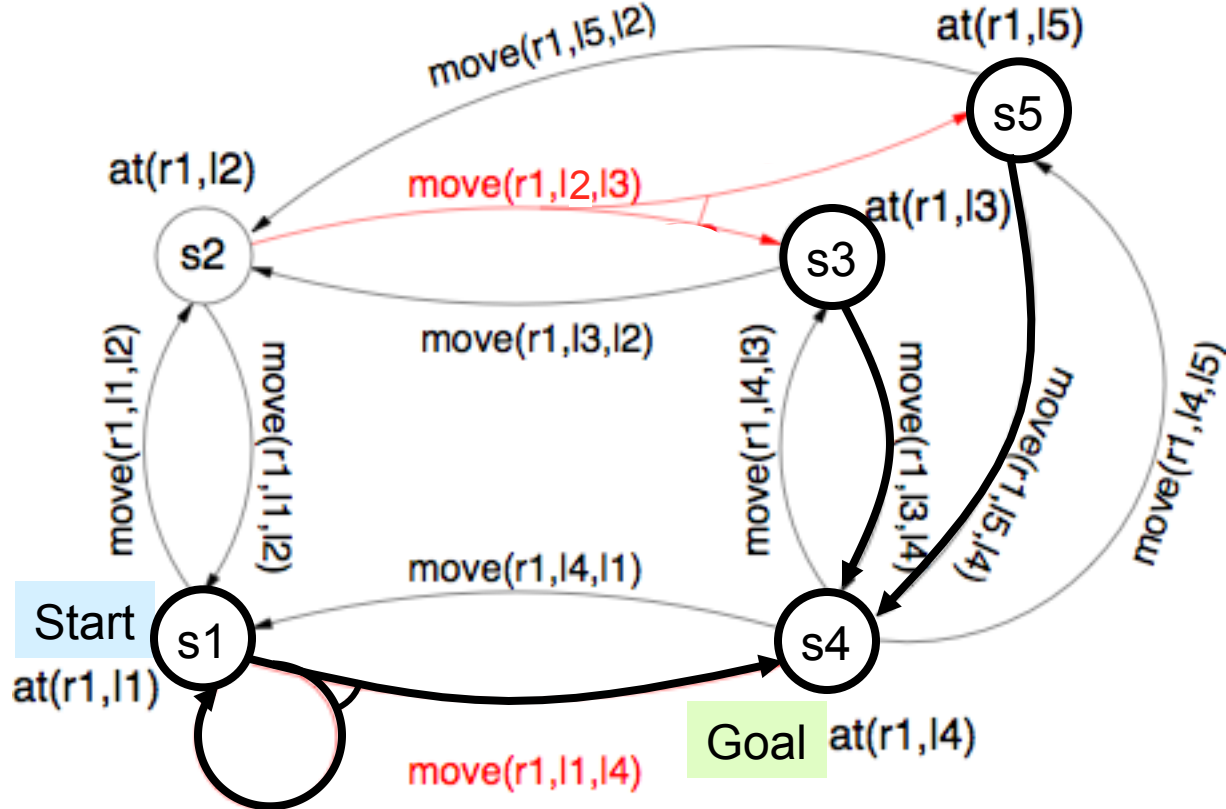 at(r1,l5)
move(r1,l5,l2)
s5
at(r1,l2)
move(r1,l2,l3)
at(r1,l3)
s2
s3
move(r1,l3,l2)
move(r1,l1,l2)
move(r1,l1,l2)
move(r1,l4,l3)
move(r1,l3,l4)
move(r1,l5,l4)
move(r1,l4,l5)
move(r1,l4,l1)
Start
s1
s4
at(r1,l1)
Goal
at(r1,l4)
move(r1,l1,l4)